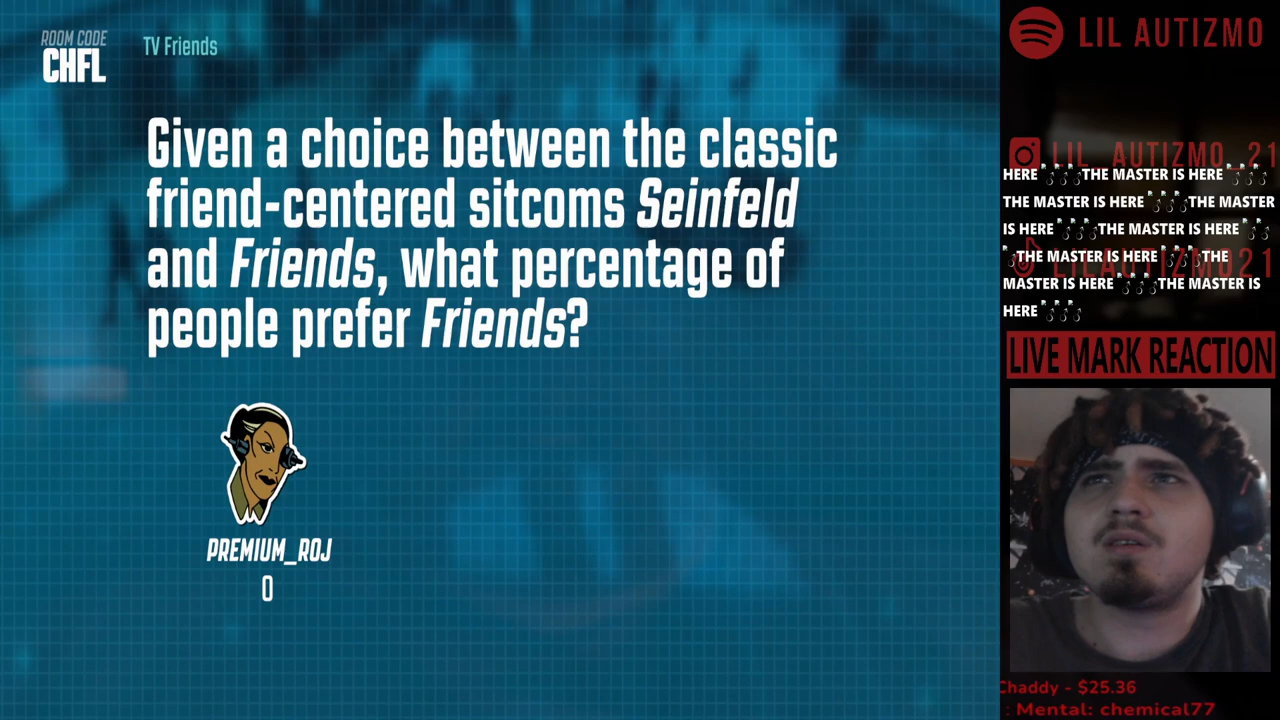 ROOM CODE
CHFL
TV Friends
Given a choice between the classic
friend-centered sitcoms Seinfeld
and Friends, what percentage of
people prefer Friends?
PREMIUM_ROJ
0
LIL AUTIZMO
LIL_AUTIZMO_21
HERE THE MASTER IS HERE
THE MASTER IS HERE THE MASTER
IS HERE THE MASTER IS HERE
THE MASTER IS HERE THE
LILAUTIZMO21
MASTER IS HERE THE MASTER IS
HERE
LIVE MARK REACTION
Chaddy - $25.36
: Mental: chemical77